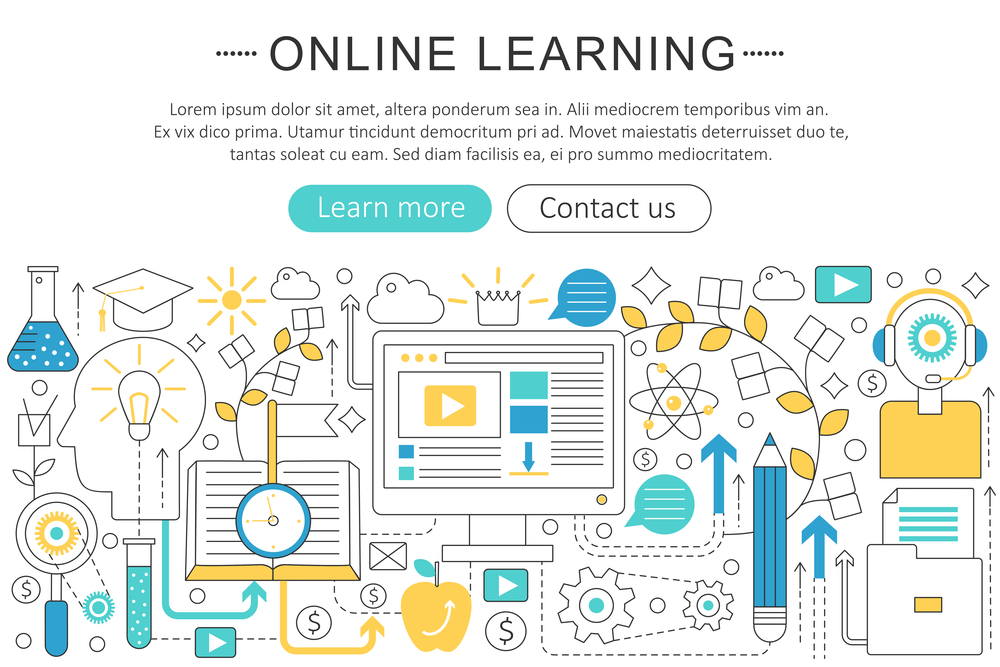 ONLINE LEARNING
Lorem ipsum dolor sit amet, altera ponderum sea in. Alii mediocrem temporibus vim an.
Ex vix dico prima. Utamur tincidunt democritum pri ad. Movet maiestatis deterruisset duo te,
tantas soleat cu eam. Sed diam facilisis ea, ei pro summo mediocritatem.
Learn more
Contact us
$
$
$
$
$
$